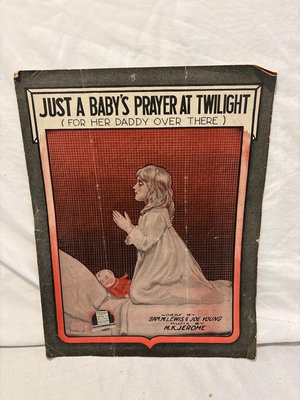 JUST A BABY'S PRAYER AT TWILIGHT
(FOR HER DADDY OVER THERE)
WORDS BY
SAM.M.LEWIS & JOE YOUNG
MUSIC BY
M.K.JEROME